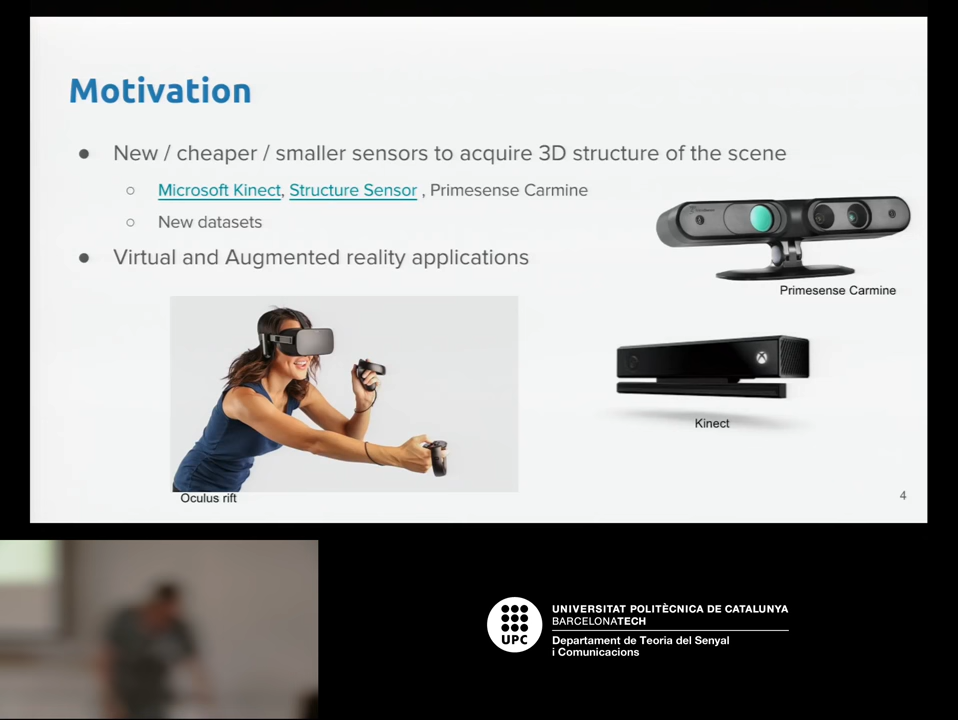 Motivation
● New / cheaper / smaller sensors to acquire 3D structure of the scene
○ Microsoft Kinect, Structure Sensor , Primesense Carmine
○ New datasets
● Virtual and Augmented reality applications
Primesense Carmine
Kinect
Oculus rift
4
UPC
UNIVERSITAT POLITÈCNICA DE CATALUNYA
BARCELONATECH
Departament de Teoria del Senyal
i Comunicacions